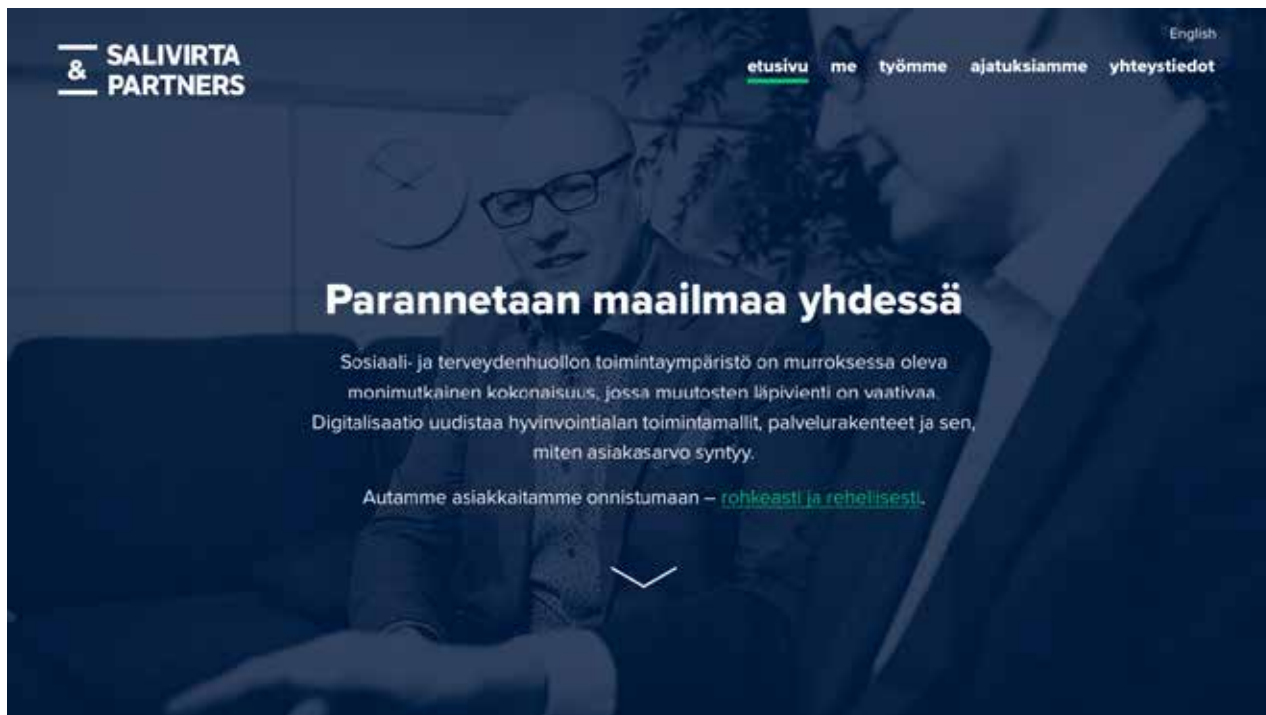 English
& SALIVIRTA
PARTNERS
etusivu me työmme ajatuksiamme yhteystiedot
Parannetaan maailmaa yhdessä
Sosiaali- ja terveydenhuollon toimintaympäristö on murroksessa oleva
monimutkainen kokonaisuus, jossa muutosten läpivienti on vaativaa.
Digitalisaatio uudistaa hyvinvointialan toimintamallit, palvelurakenteet ja sen,
miten asiakasarvo syntyy.
Autamme asiakkaitamme onnistumaan – rohkeasti ja rehellisesti.